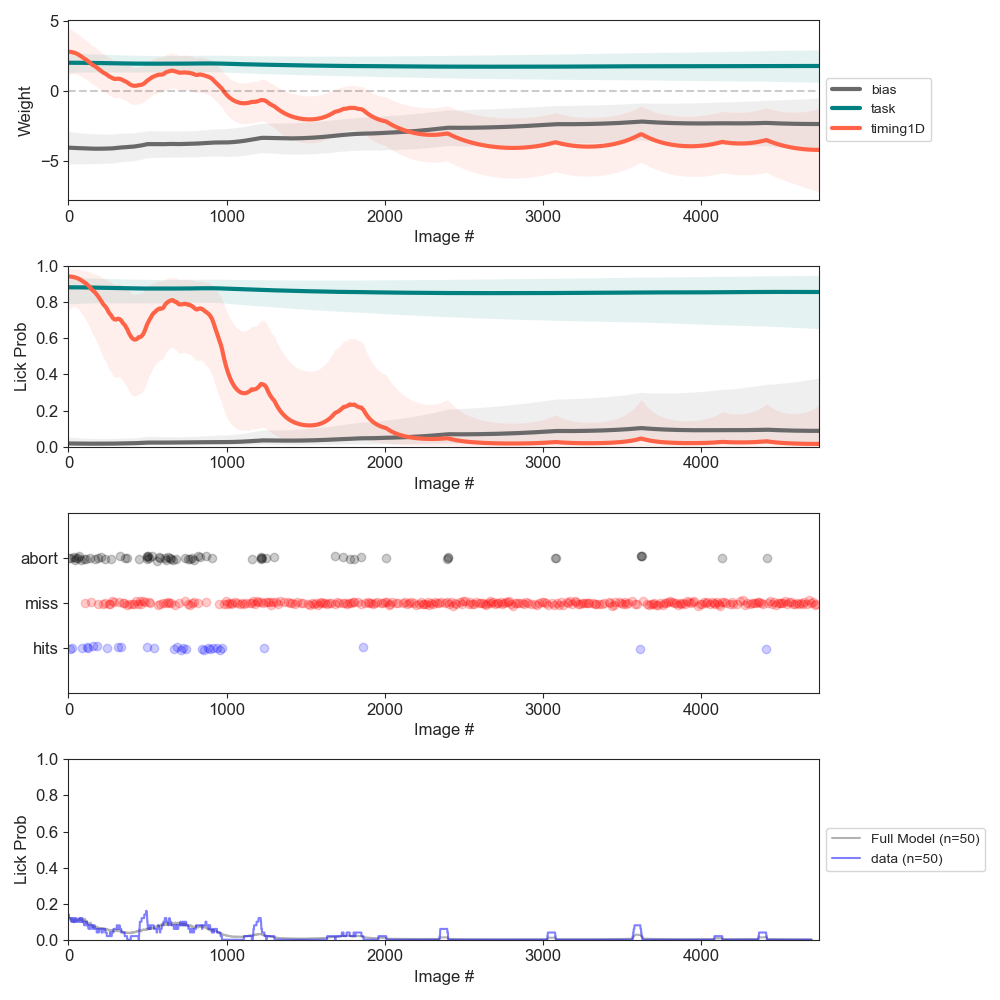 5
0
−5
Weight
0
1000
2000
3000
4000
Image #
bias
task
timing1D
1.0
0.8
0.6
0.4
0.2
0.0
Lick Prob
0
1000
2000
3000
4000
Image #
abort
miss
hits
0
1000
2000
3000
4000
Image #
1.0
0.8
0.6
0.4
0.2
0.0
Lick Prob
0
1000
2000
3000
4000
Image #
Full Model (n=50)
data (n=50)